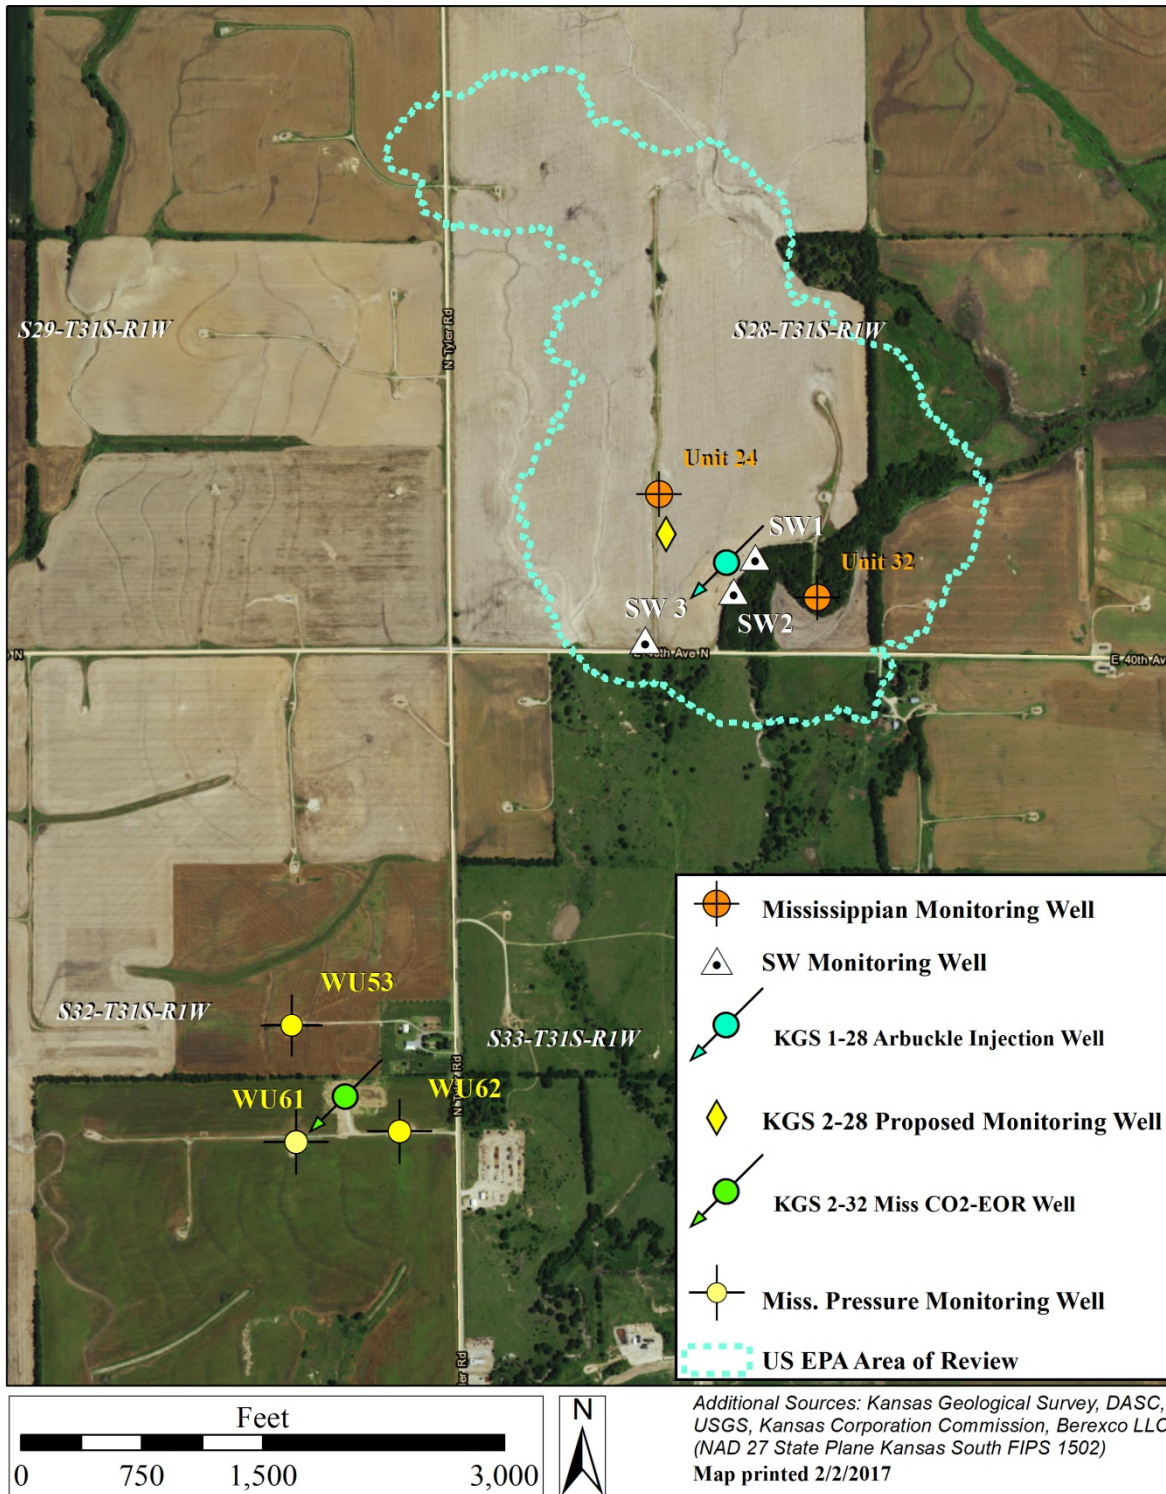 S29-T31S-R1W
N Tyler Rd
S28-T31S-R1W
Unit 24
SW1
Unit 32
SW 3
SW2
e N
Ave N
E 40th Av
WU53
S32-T31S-R1W
S33-T31S-R1W
N Tyler Rd
WU61
WU62
ler Rd
Mississippian Monitoring Well
SW Monitoring Well
KGS 1-28 Arbuckle Injection Well
KGS 2-28 Proposed Monitoring Well
KGS 2-32 Miss CO2-EOR Well
Miss. Pressure Monitoring Well
US EPA Area of Review
Feet
0 750 1,500 3,000
N
Additional Sources: Kansas Geological Survey, DASC,
USGS, Kansas Corporation Commission, Berexco LLC
(NAD 27 State Plane Kansas South FIPS 1502)
Map printed 2/2/2017